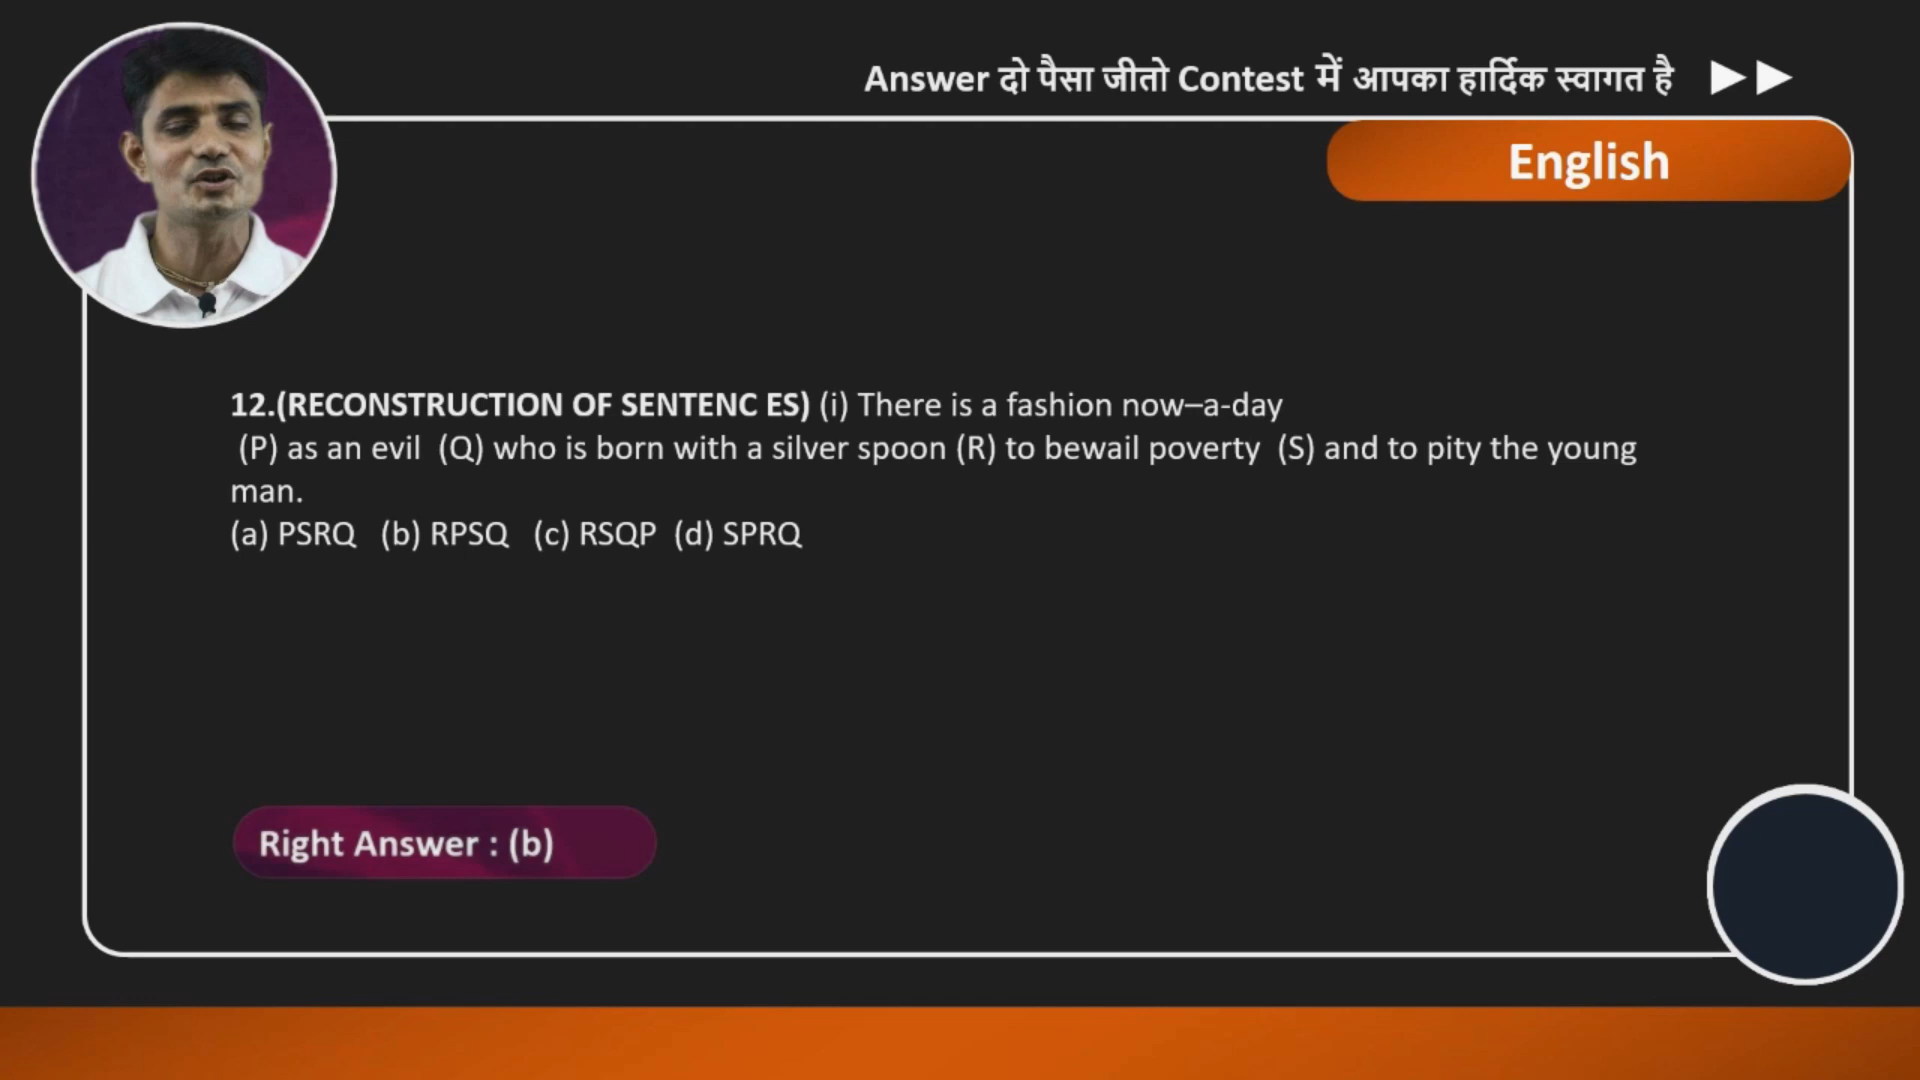 Answer दो पैसा जीतो Contest में आपका हार्दिक स्वागत है
English
12.(RECONSTRUCTION OF SENTENC ES) (i) There is a fashion now–a-day
(P) as an evil (Q) who is born with a silver spoon (R) to bewail poverty (S) and to pity the young
man.
(a) PSRQ (b) RPSQ (c) RSQP (d) SPRQ
Right Answer : (b)